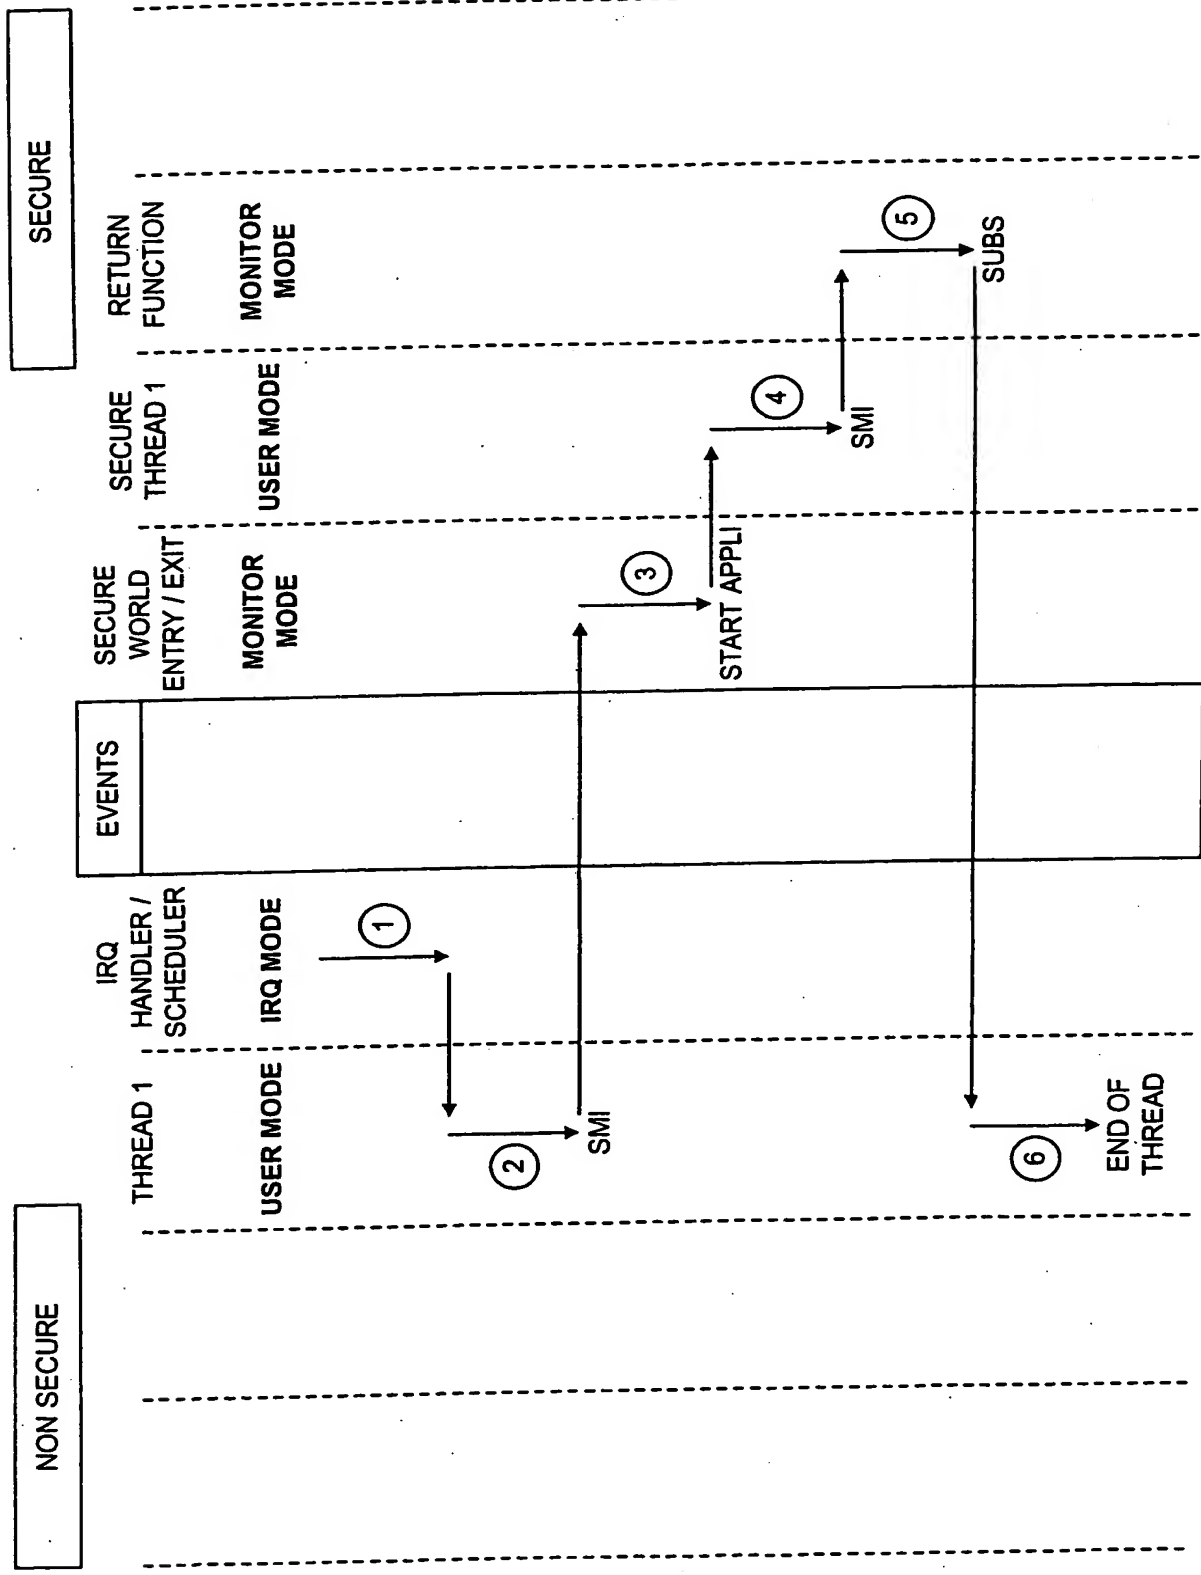 NON SECURE
SECURE
EVENTS
THREAD 1
USER MODE
IRQ
HANDLER /
SCHEDULER
IRQ MODE
SECURE
WORLD
ENTRY / EXIT
MONITOR
MODE
SECURE
THREAD 1
USER MODE
RETURN
FUNCTION
MONITOR
MODE
1
2
SMI
3
START APPLI
4
SMI
5
SUBS
6
END OF
THREAD